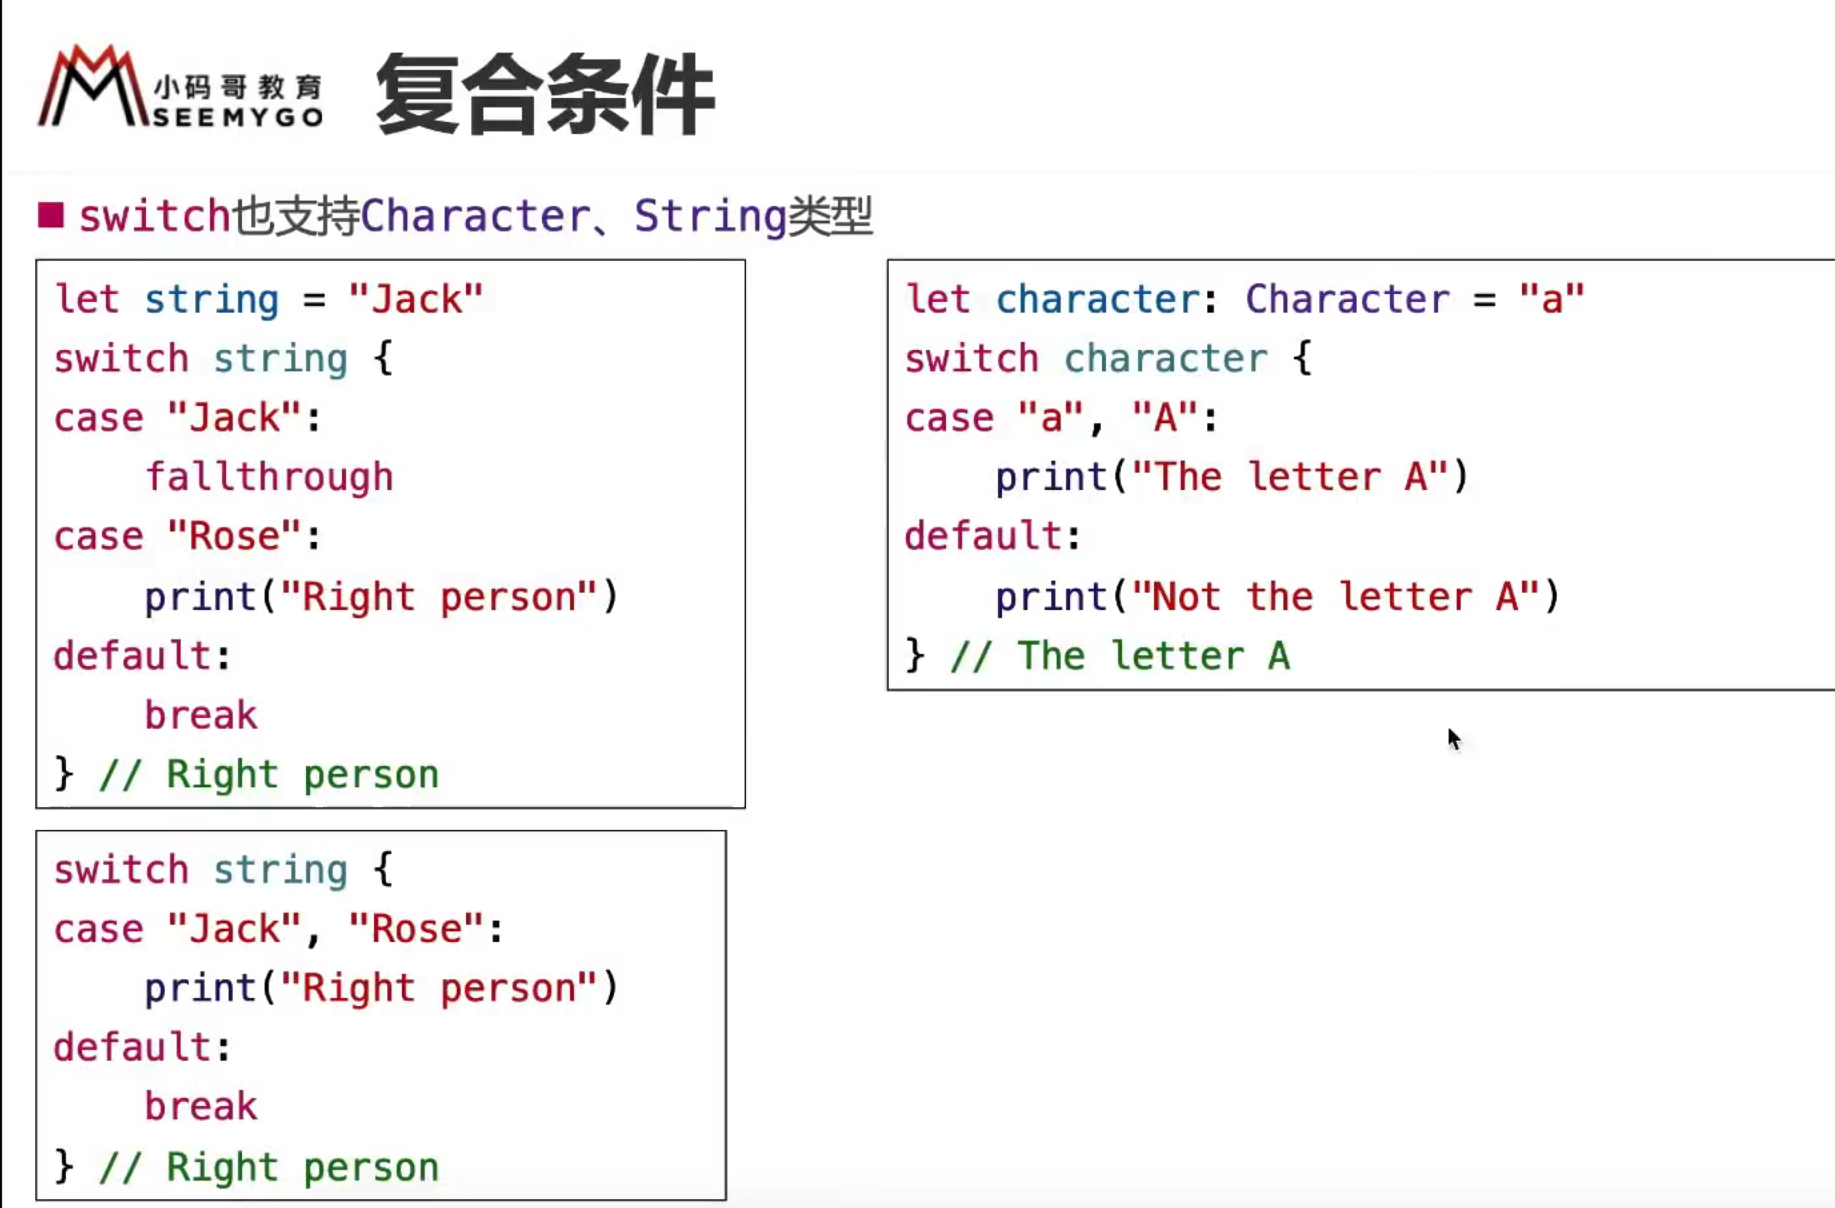 小码哥教育
SEEMYGO
复合条件
switch也支持Character、String类型
let string = "Jack"
switch string {
case "Jack":
    fallthrough
case "Rose":
    print("Right person")
default:
    break
} // Right person
switch string {
case "Jack", "Rose":
    print("Right person")
default:
    break
} // Right person
let character: Character = "a"
switch character {
case "a", "A":
    print("The letter A")
default:
    print("Not the letter A")
} // The letter A